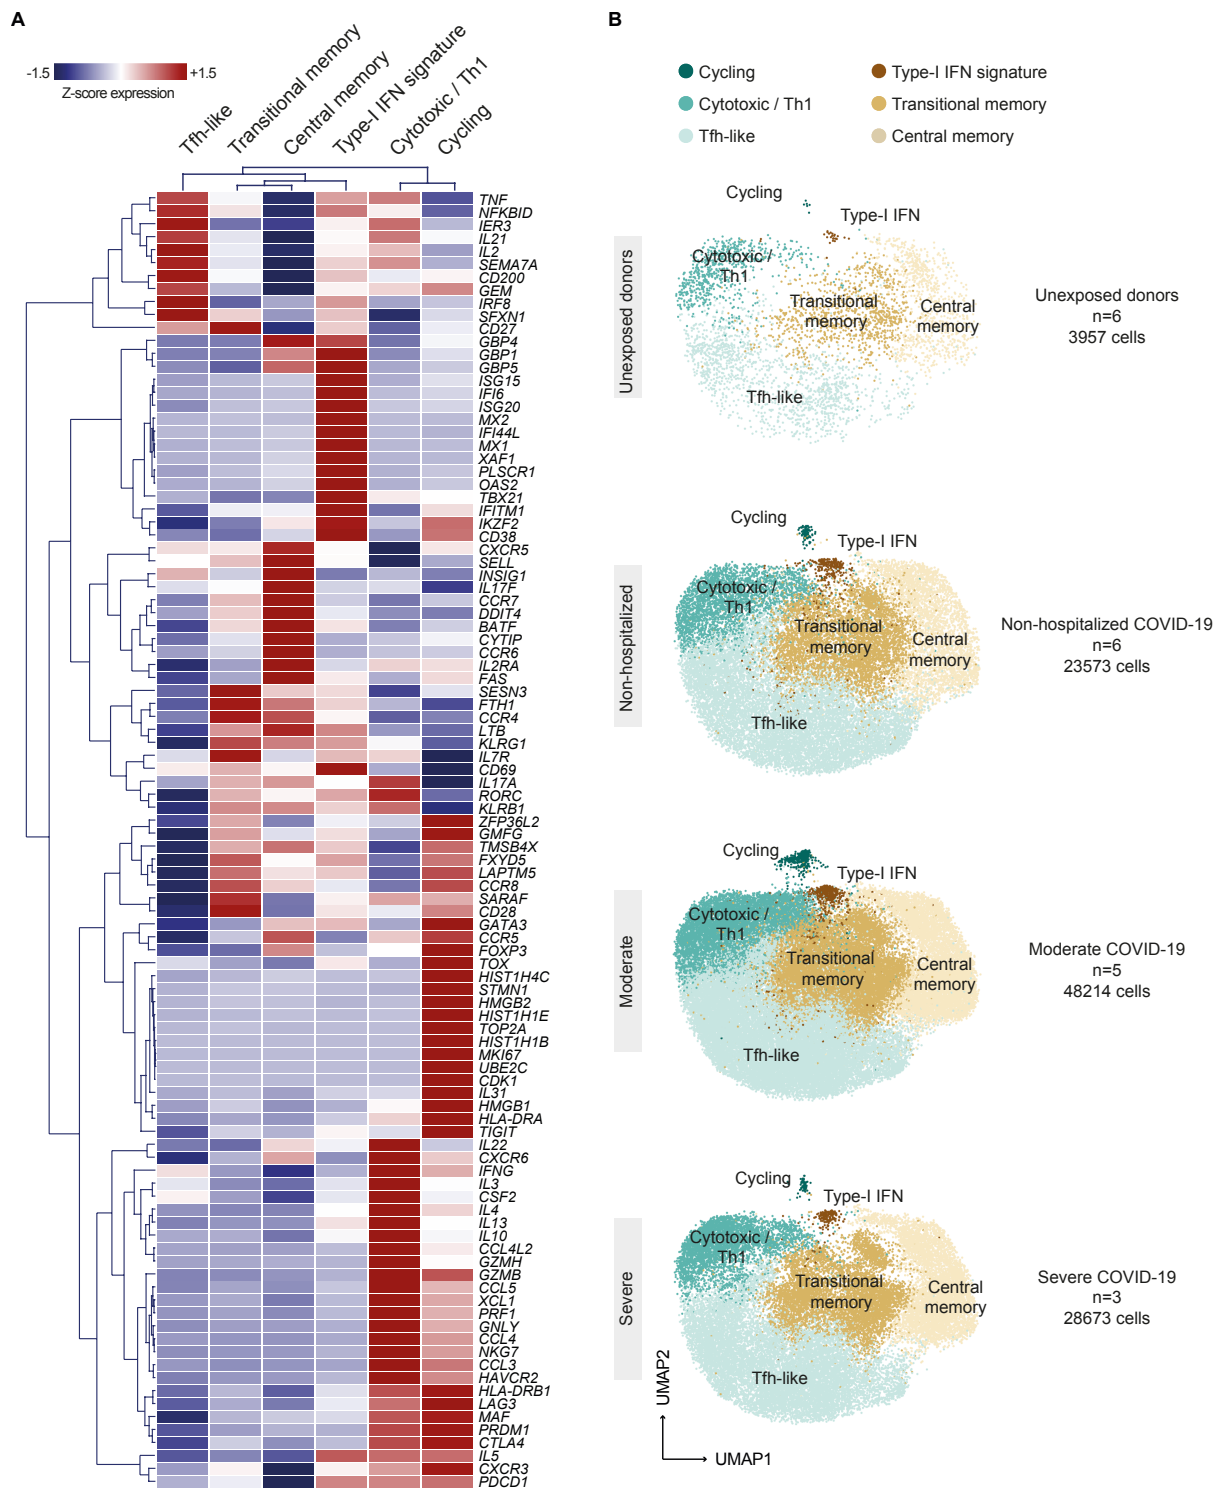 A
-1.5
+1.5
Z-score expression
Tfh-like
Transitional memory
Central memory
Type-I IFN signature
Cytotoxic / Th1
Cycling
TNF
NFKBID
IER3
IL21
IL2
SEMA7A
CD200
GEM
IRF8
SFXN1
CD27
GBP4
GBP1
GBP5
ISG15
IFI6
ISG20
MX2
IFI44L
MX1
XAF1
PLSCR1
OAS2
TBX21
IFITM1
IKZF2
CD38
CXCR5
SELL
INSIG1
IL17F
CCR7
DDIT4
BATF
CYTIP
CCR6
IL2RA
FAS
SESN3
FTH1
CCR4
LTB
KLRG1
IL7R
CD69
IL17A
RORC
KLRB1
ZFP36L2
GMFG
TMSB4X
FXYD5
LAPTM5
CCR8
SARAF
CD28
GATA3
CCR5
FOXP3
TOX
HIST1H4C
STMN1
HMGB2
HIST1H1E
TOP2A
HIST1H1B
MKI67
UBE2C
CDK1
IL31
HMGB1
HLA-DRA
TIGIT
IL22
CXCR6
IFNG
IL3
CSF2
IL4
IL13
IL10
CCL4L2
GZMH
GZMB
CCL5
XCL1
PRF1
GNLY
CCL4
NKG7
CCL3
HAVCR2
HLA-DRB1
LAG3
MAF
PRDM1
CTLA4
IL5
CXCR3
PDCD1
B
Cycling
Cytotoxic / Th1
Tfh-like
Type-I IFN signature
Transitional memory
Central memory
Unexposed donors
Cycling
Type-I IFN
Cytotoxic /
Th1
Transitional
memory
Central
memory
Tfh-like
Unexposed donors
n=6
3957 cells
Non-hospitalized
Cycling
Type-I IFN
Cytotoxic /
Th1
Transitional
memory
Central
memory
Tfh-like
Non-hospitalized COVID-19
n=6
23573 cells
Moderate
Cycling
Type-I IFN
Cytotoxic /
Th1
Transitional
memory
Central
memory
Tfh-like
Moderate COVID-19
n=5
48214 cells
Severe
Cycling
Type-I IFN
Cytotoxic /
Th1
Transitional
memory
Central
memory
Tfh-like
Severe COVID-19
n=3
28673 cells
UMAP2
UMAP1